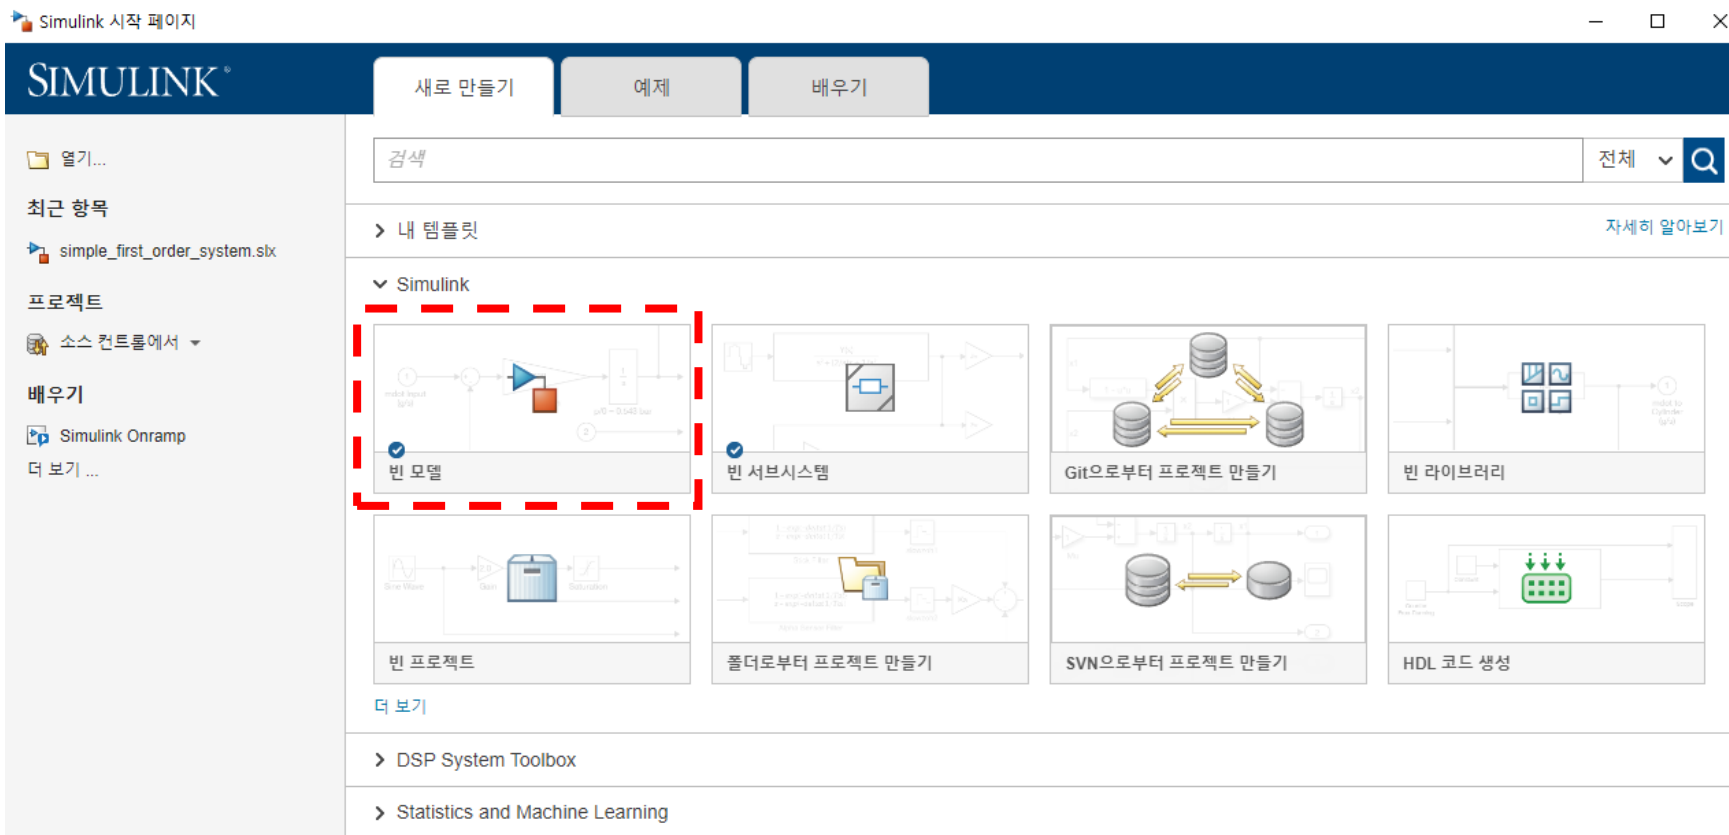 Simulink 시작 페이지
SIMULINK®
새로 만들기
예제
배우기
열기...
최근 항목
simple_first_order_system.slx
프로젝트
소스 컨트롤에서
배우기
Simulink Onramp
더 보기 ...
검색
전체
내 템플릿
자세히 알아보기
Simulink
빈 모델
빈 서브시스템
Git으로부터 프로젝트 만들기
빈 라이브러리
빈 프로젝트
폴더로부터 프로젝트 만들기
SVN으로부터 프로젝트 만들기
HDL 코드 생성
더 보기
DSP System Toolbox
Statistics and Machine Learning